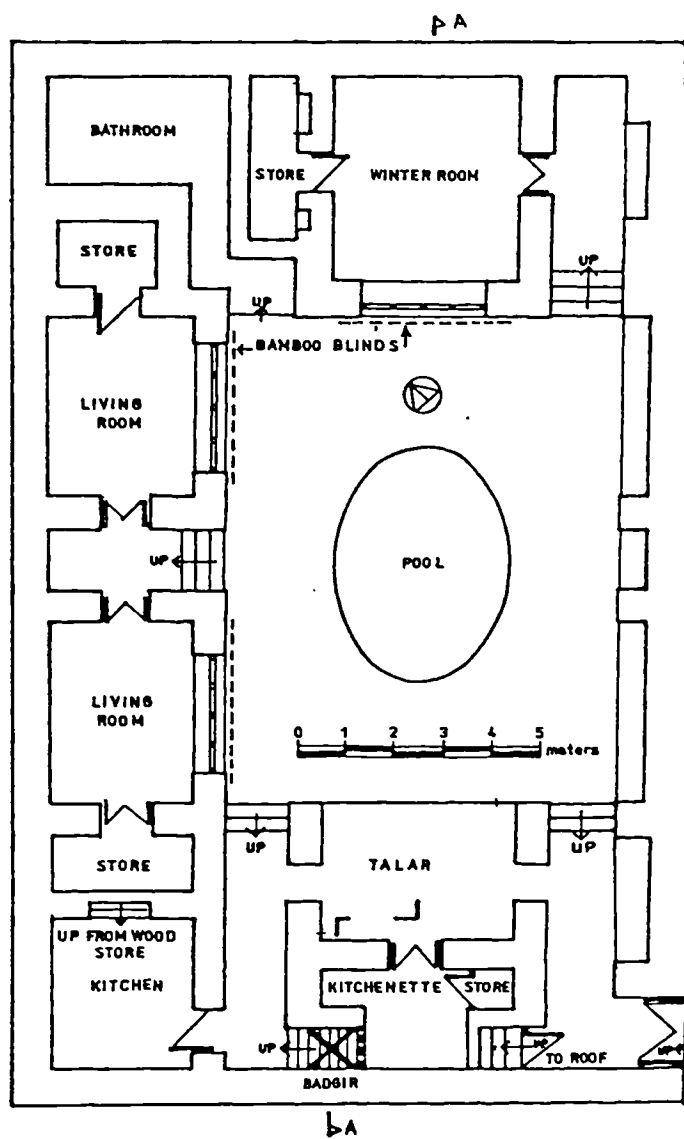 A
BATHROOM
STORE
WINTER ROOM
STORE
UP
UP
BAMBOO BLINDS
LIVING
ROOM
UP
POOL
LIVING
ROOM
0 1 2 3 4 5
meters
UP
UP
STORE
TALAR
UP FROM WOOD
STORE
KITCHEN
KITCHENETTE
STORE
UP
UP
TO ROOF
UP
BADGIR
A